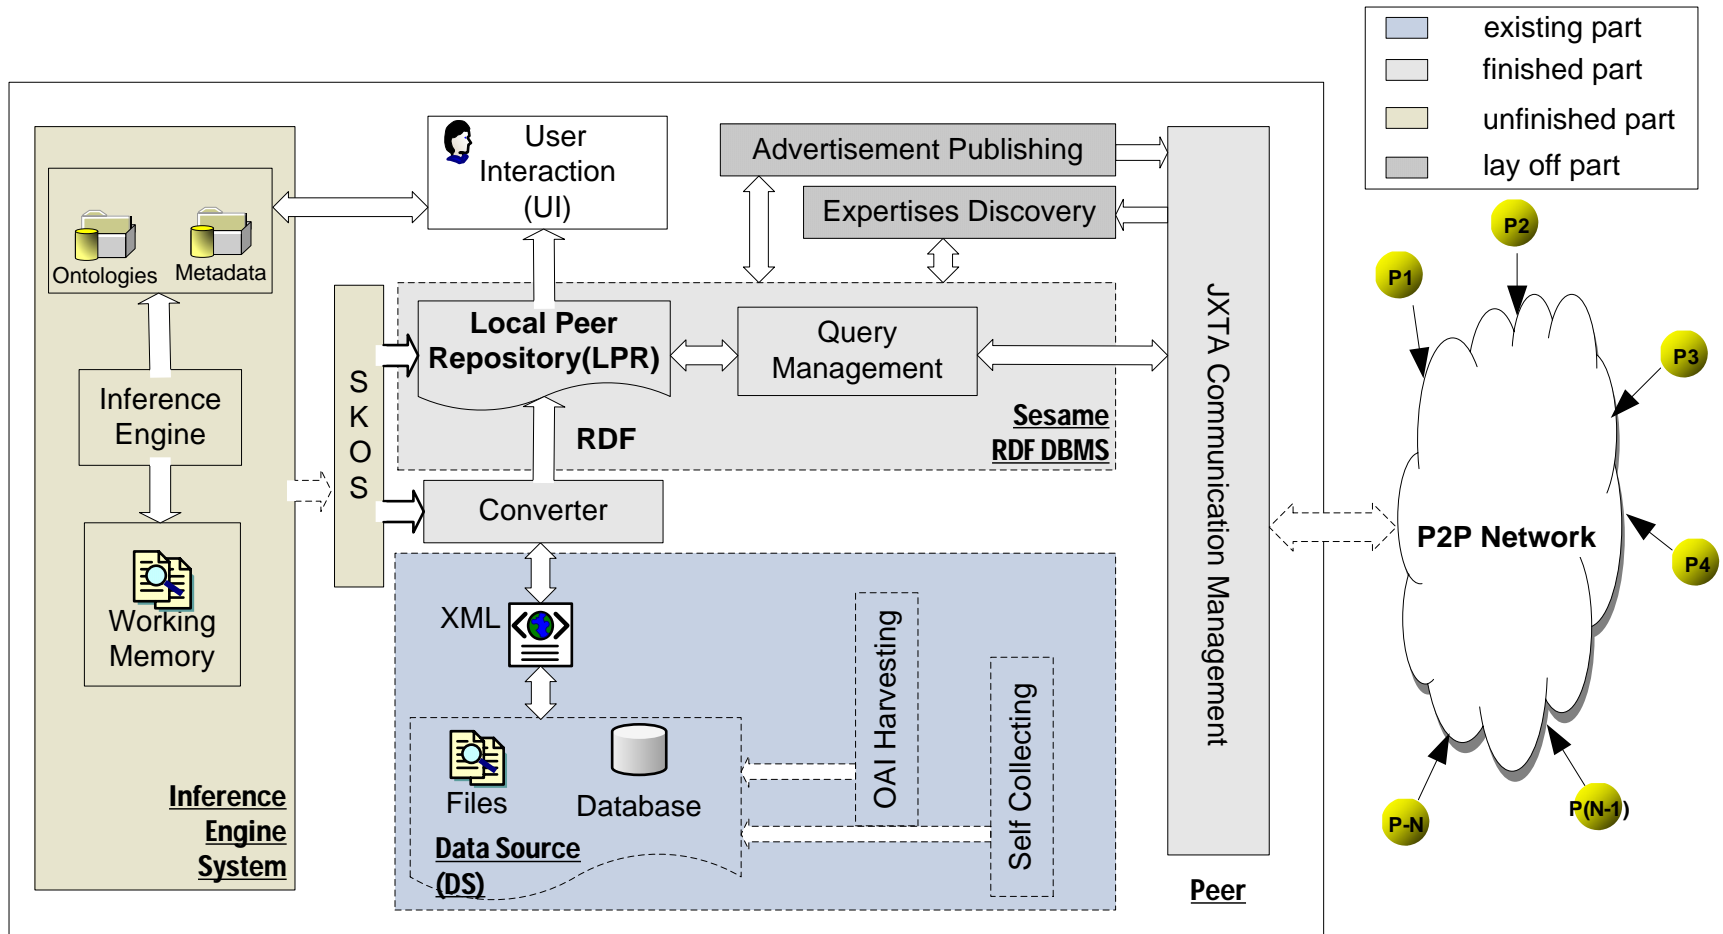 existing part
finished part
unfinished part
lay off part
User
Interaction
(UI)
Advertisement Publishing
Expertises Discovery
Ontologies
Metadata
Inference
Engine
Working
Memory
Inference
Engine
System
SKOS
Local Peer
Repository(LPR)
Query
Management
RDF
Sesame
RDF DBMS
Converter
XML
Files
Database
Data Source
(DS)
OAI Harvesting
Self Collecting
JXTA Communication Management
Peer
P2P Network
P1
P2
P3
P4
P(N-1)
P-N